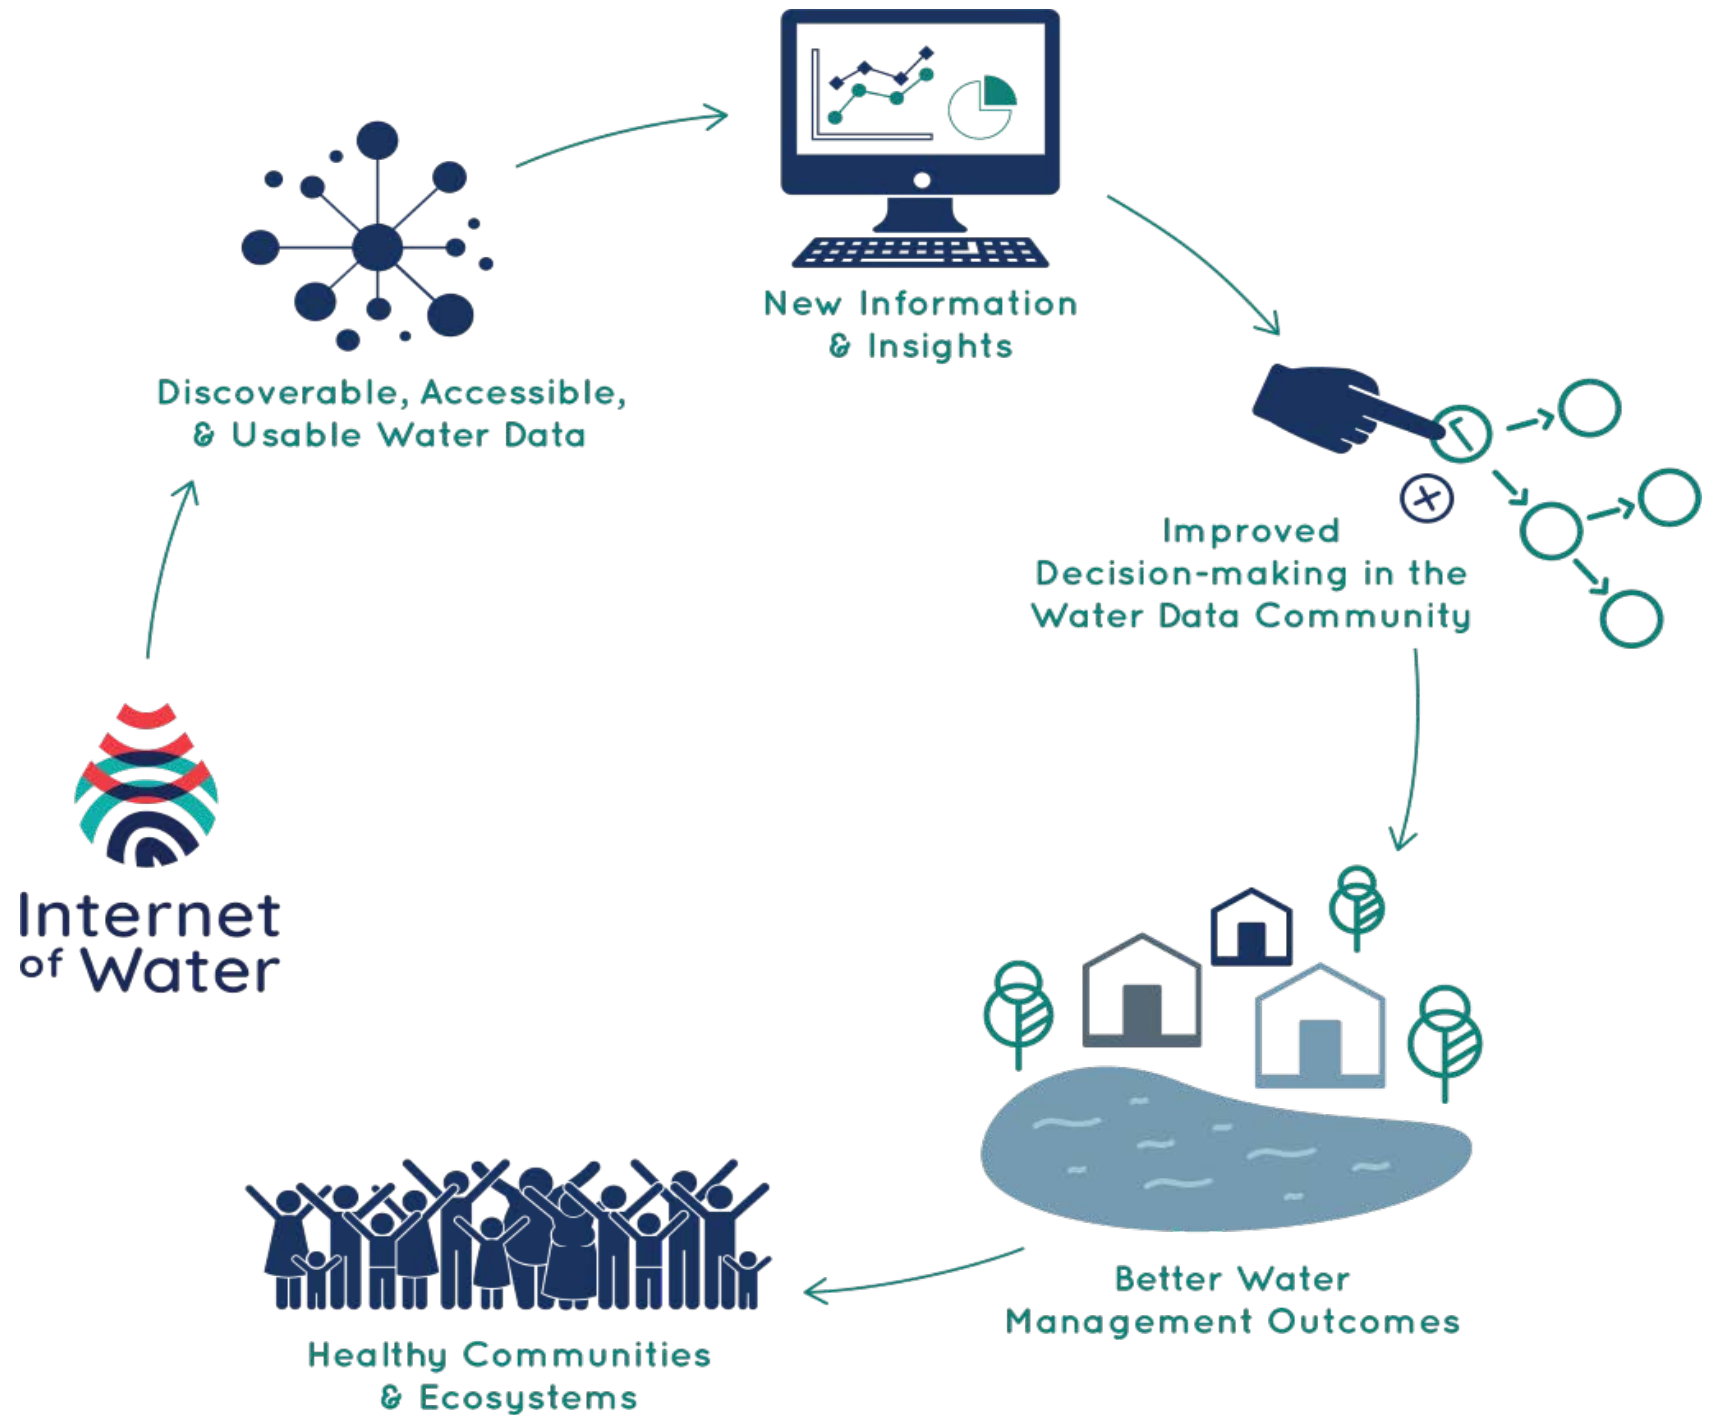 New Information
& Insights
Discoverable, Accessible,
& Usable Water Data
Improved
Decision-making in the
Water Data Community
Internet
of Water
Better Water
Management Outcomes
Healthy Communities
& Ecosystems